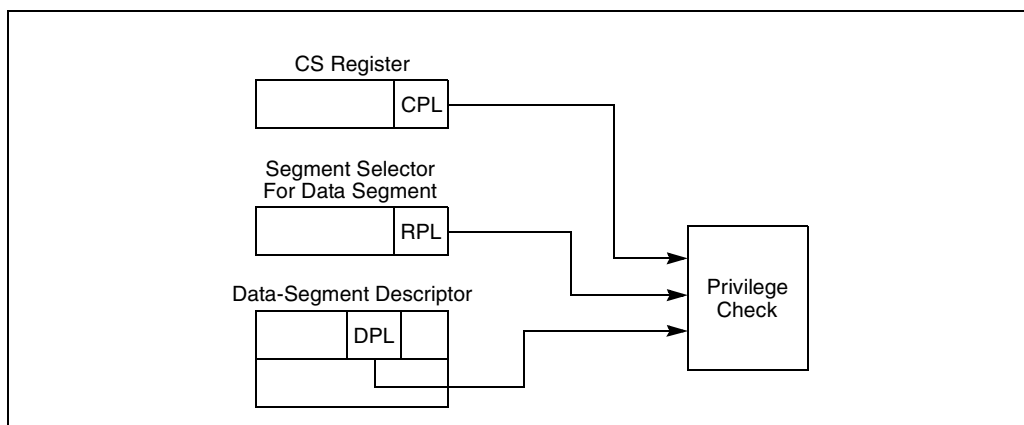 CS Register
CPL
Segment Selector
For Data Segment
RPL
Data-Segment Descriptor
DPL
Privilege
Check